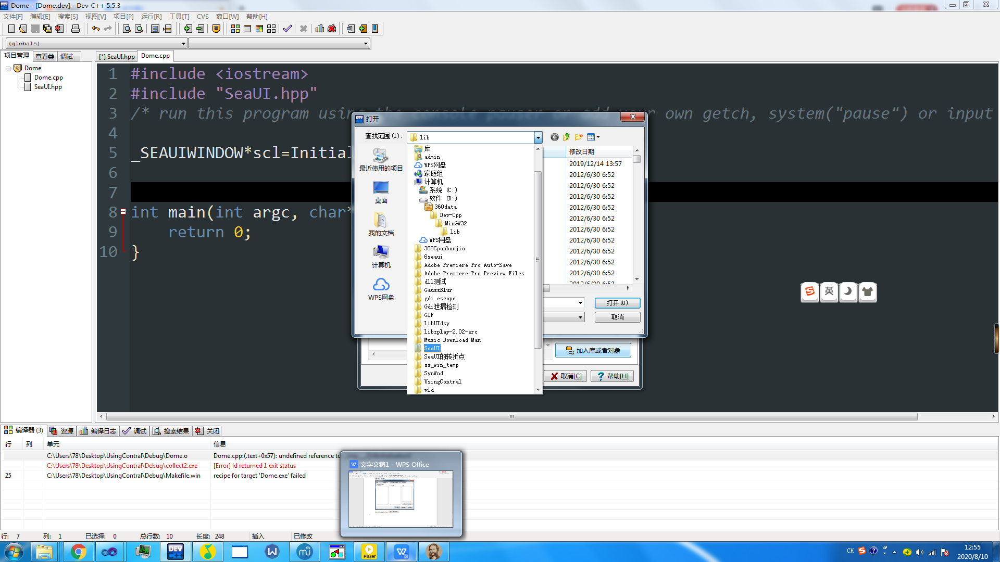 Dome - [Dome.dev] - Dev-C++ 5.5.3
文件[F] 编辑[E] 搜索[S] 视图[V] 项目[P] 运行[R] 工具[T] CVS 窗口[W] 帮助[H]
(globals)
项目管理 查看类 调试
[*] SeaUI.hpp Dome.cpp
Dome
Dome.cpp
SeaUI.hpp
1 #include <iostream>
2 #include "SeaUI.hpp"
3 /* run this program using the console pauser or add your own getch, system("pause") or input
4
5 _SEAUIWINDOW*scl=Initial
6
7
8 int main(int argc, char*
9 return 0;
10 }
打开
查找范围(I): lib
最近使用的项目
桌面
我的文档
计算机
WPS网盘
库
admin
WPS网盘
家庭组
计算机
系统 (C:)
软件 (D:)
360data
Dev-Cpp
MinGW32
lib
WPS网盘
360Cpanbanjia
6seaui
Adobe Premiere Pro Auto-Save
Adobe Premiere Pro Preview Files
dll测试
GaussBlur
gdi escape
Gdi泄漏检测
GIF
libUIdsy
libzplay-2.02-src
Music Download Man
SeaUI
SeaUI的转折点
ss_win_temp
SynWnd
UsingContral
vld
修改日期
2019/12/14 13:57
2012/6/30 6:52
2012/6/30 6:52
2012/6/30 6:52
2012/6/30 6:52
2012/6/30 6:52
2012/6/30 6:52
2012/6/30 6:52
2012/6/30 6:52
2012/6/30 6:52
2012/6/30 6:52
2012/6/30 6:52
打开(O)
取消
加入库或者对象
取消[C] 帮助[H]
英
编译器 (3) 资源 编译日志 调试 搜索结果 关闭
行 列 单元 信息
C:\Users\78\Desktop\UsingContral\Debug\Dome.o Dome.cpp:(.text+0x57): undefined reference to
C:\Users\78\Desktop\UsingContral\Debug\collect2.exe [Error] ld returned 1 exit status
25 C:\Users\78\Desktop\UsingContral\Debug\Makefile.win recipe for target 'Dome.exe' failed
文字文稿1 - WPS Office
行: 7 列: 1 已选择: 0 总行数: 10 长度: 248 插入 已修改
DEV C++
Player
CH
12:55
2020/8/10